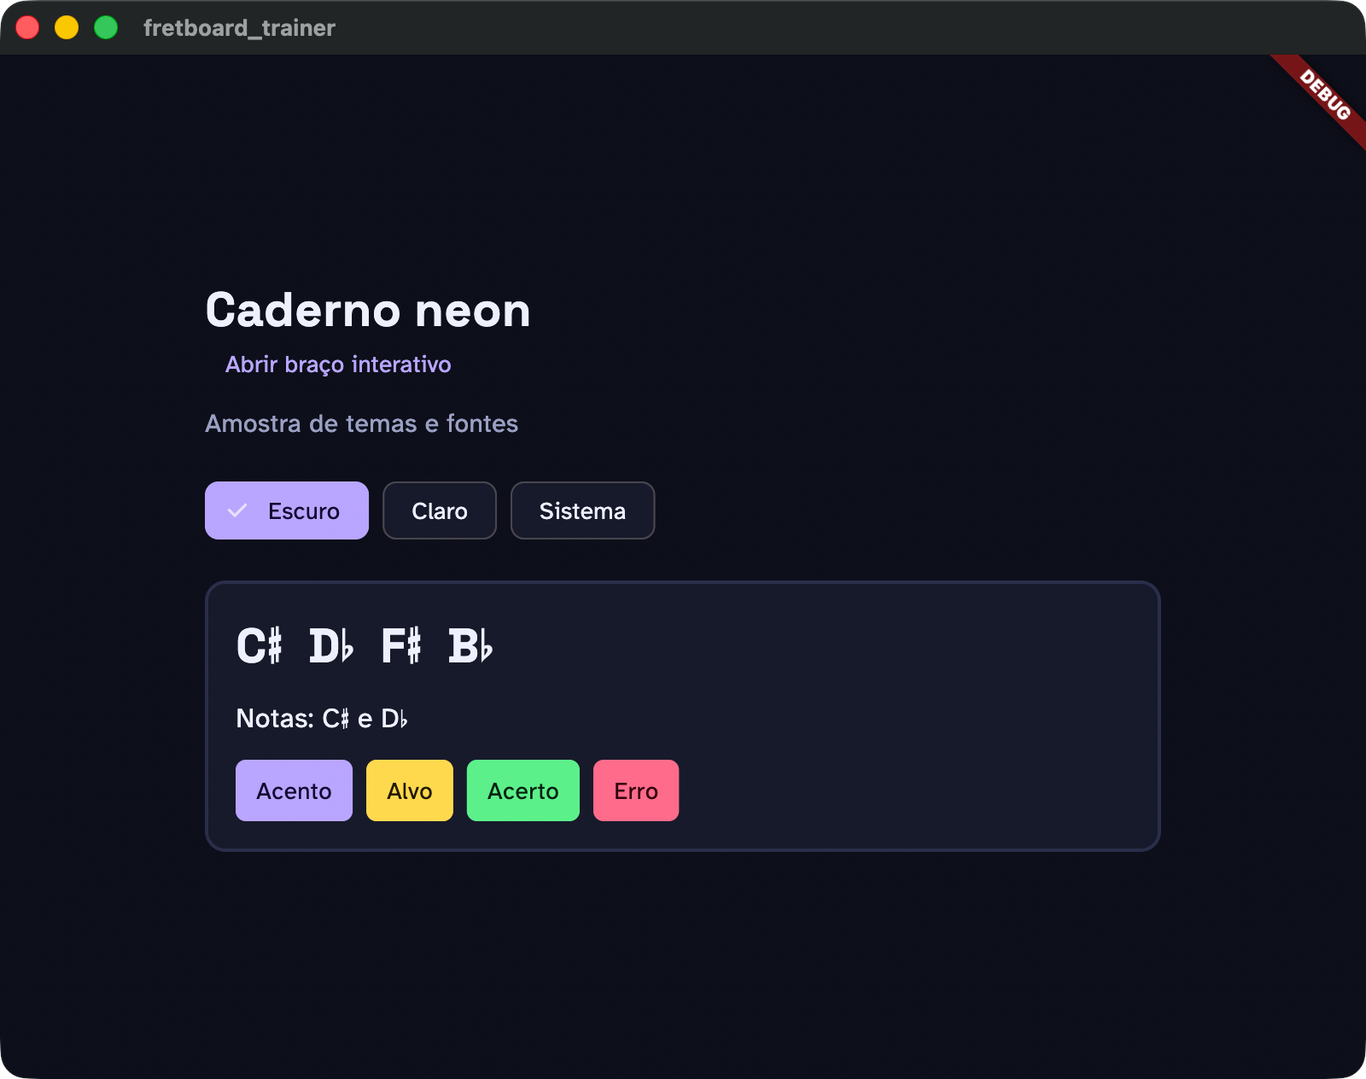 fretboard_trainer
DEBUG
Caderno neon
Abrir braço interativo
Amostra de temas e fontes
Escuro Claro Sistema
C♯ D♭ F♯ B♭
Notas: C♯ e D♭
Acento Alvo Acerto Erro